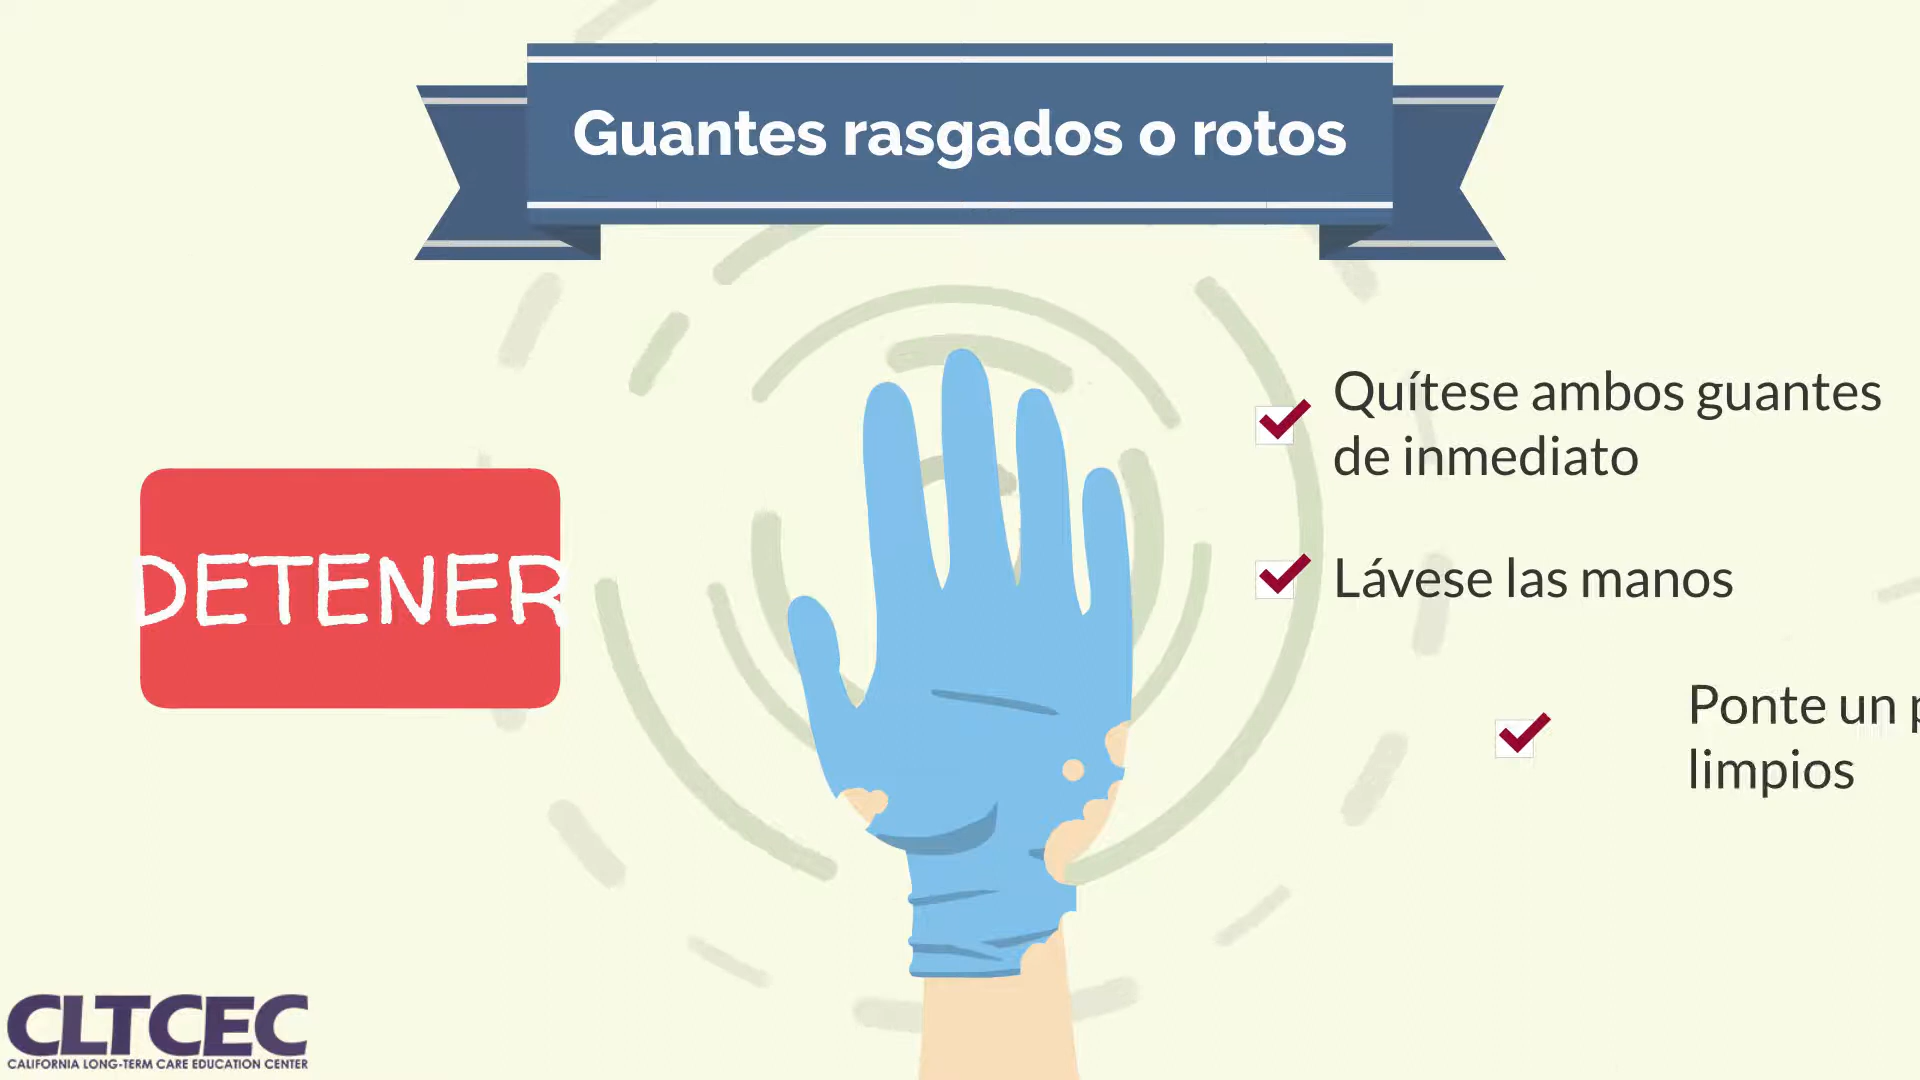 Guantes rasgados o rotos
DETENER
Quítese ambos guantes
de inmediato
Lávese las manos
Ponte un
limpios
CLTCEC
CALIFORNIA LONG-TERM CARE EDUCATION CENTER